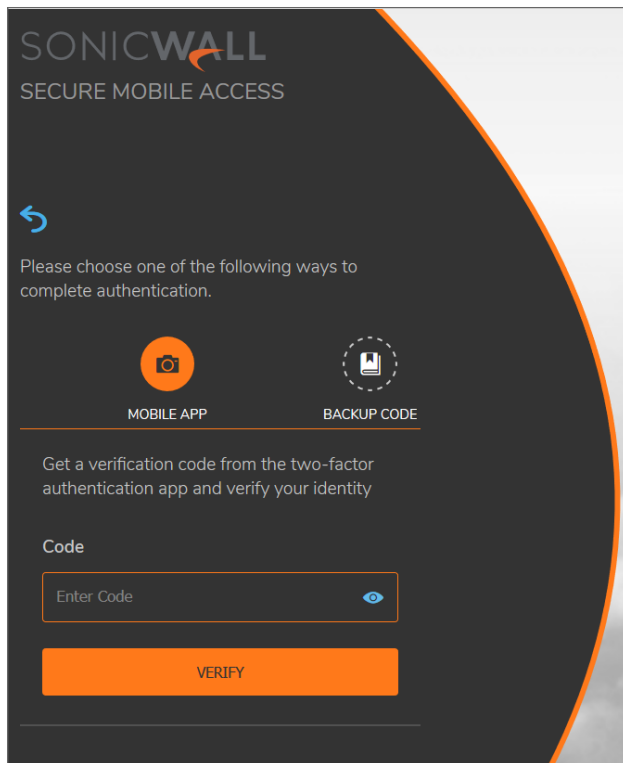 SONICWALL
SECURE MOBILE ACCESS
Please choose one of the following ways to
complete authentication.
MOBILE APP
BACKUP CODE
Get a verification code from the two-factor
authentication app and verify your identity
Code
Enter Code
VERIFY